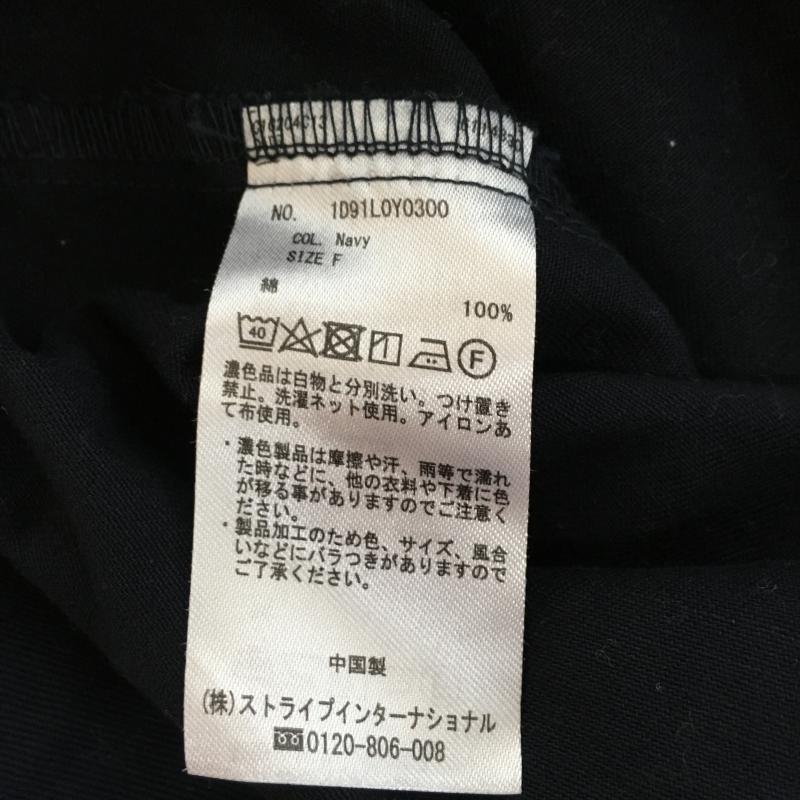 NO. 1D91L0Y0300
COL. Navy
SIZE F
綿
100%
40
F
濃色品は白物と分別洗い。つけ置き
禁止。洗濯ネット使用。アイロンあ
て布使用。
・濃色製品は摩擦や汗、雨等で濡れ
た時などに、他の衣料や下着に色
が移る事がありますのでご注意く
ださい。
・製品加工のため色、サイズ、風合
いなどにバラつきがありますので
ご了承ください。
中国製
(株)ストライプインターナショナル
0120-806-008